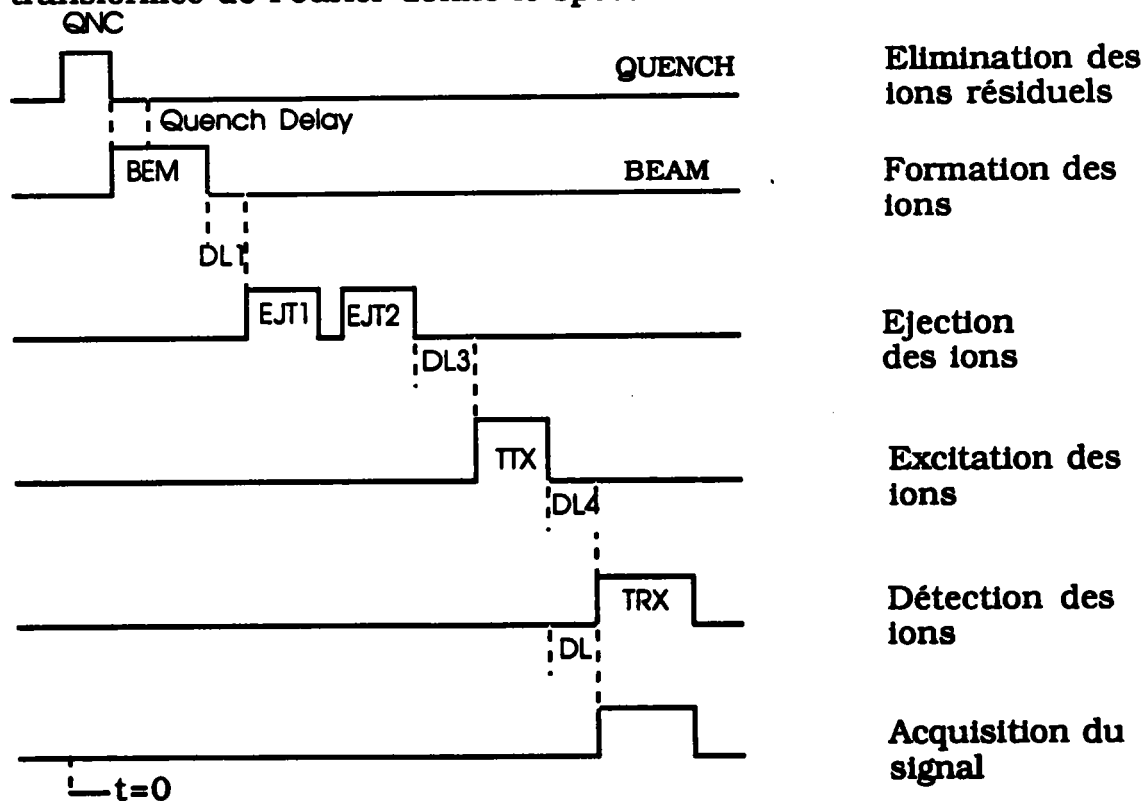 QNC
QUENCH
Elimination des
ions résiduels
Quench Delay
BEM
BEAM
Formation des
ions
DL1
EJT1
EJT2
Ejection
des ions
DL3
TTX
Excitation des
ions
DL4
TRX
Détection des
ions
DL
Acquisition du
signal
t=0